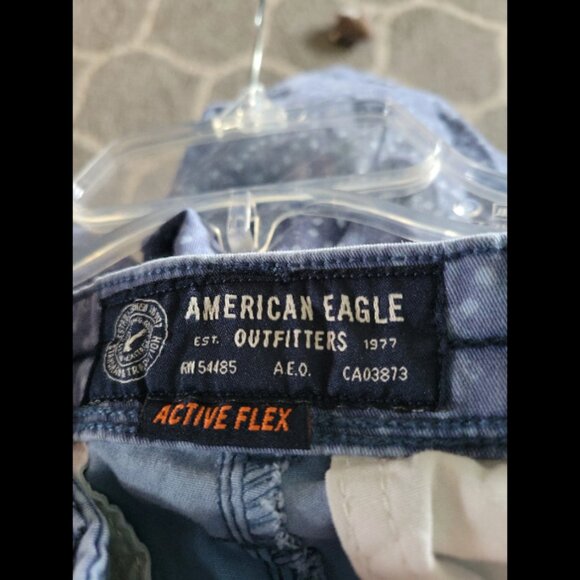 AMERICAN EAGLE
EST. OUTFITTERS 1977
RN 54485 A.E.O. CA03873
ACTIVE FLEX